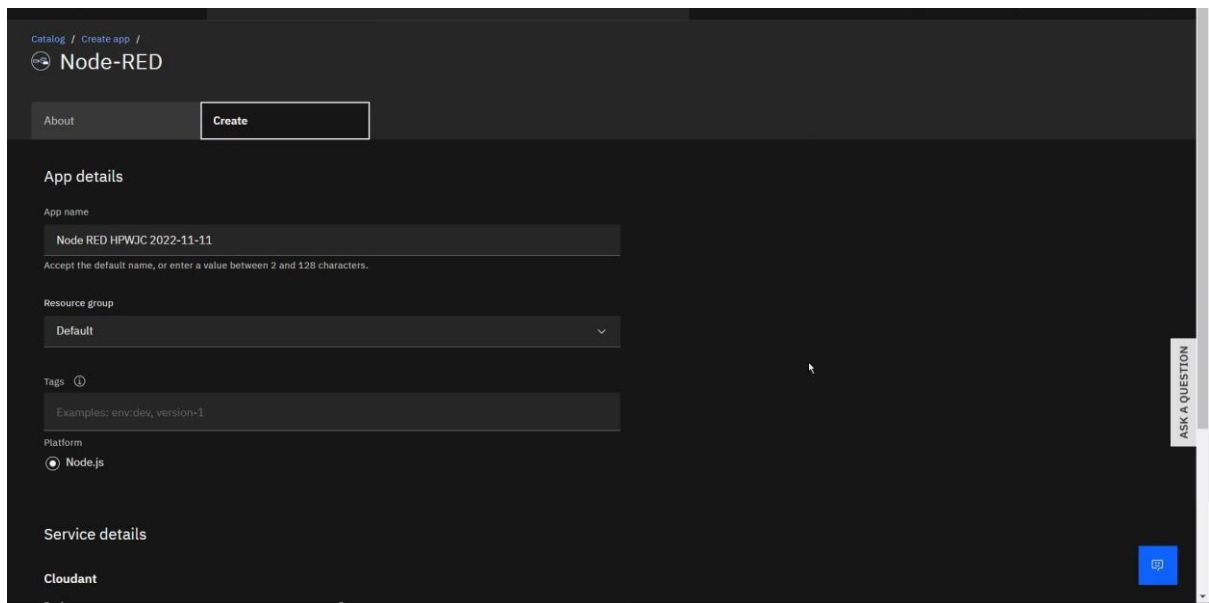 Catalog / Create app /
Node-RED
About
Create
App details
App name
Node RED HPWJC 2022-11-11
Accept the default name, or enter a value between 2 and 128 characters.
Resource group
Default
Tags
Examples: env:dev, version-1
Platform
Node.js
ASK A QUESTION
Service details
Cloudant